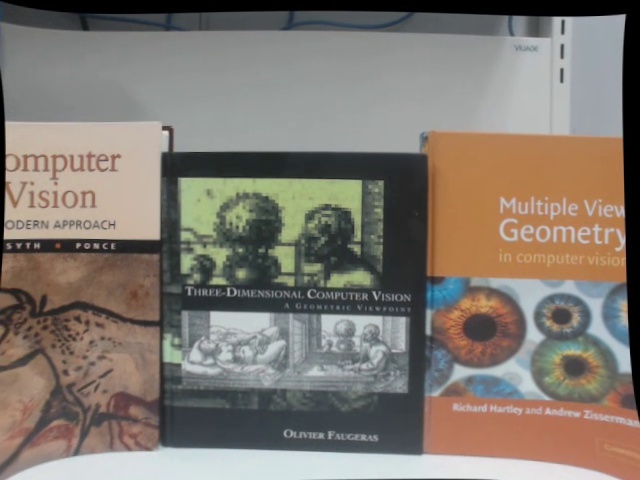 omputer
Vision
ODERN APPROACH
SYTH • PONCE
THREE-DIMENSIONAL COMPUTER VISION
A GEOMETRIC VIEWPOINT
OLIVIER FAUGERAS
Multiple View
Geometry
in computer vision
Richard Hartley and Andrew Zisserman